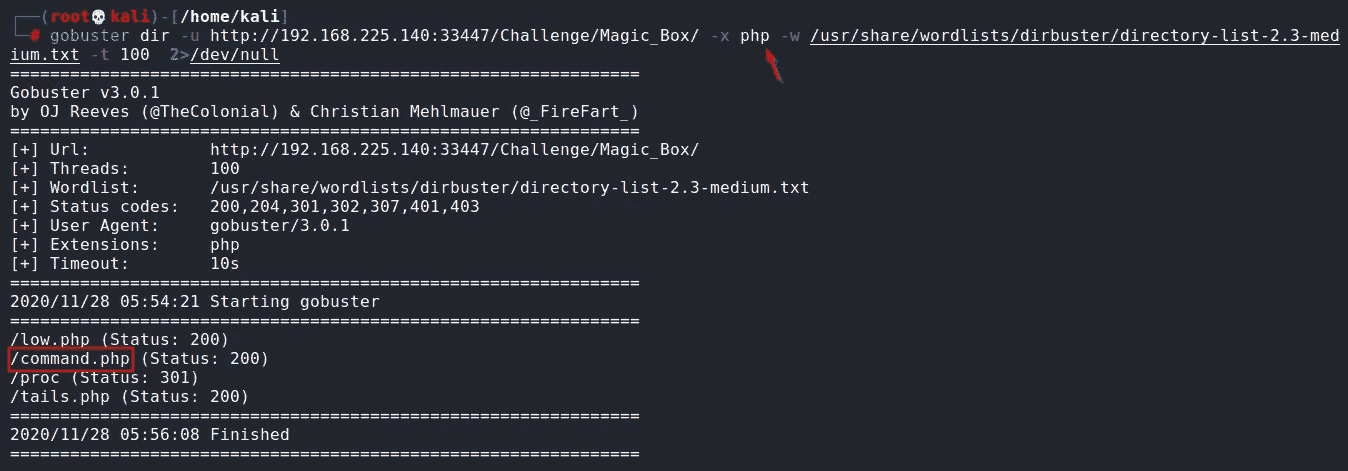 ┌──(root💀kali)-[/home/kali]
└─# gobuster dir -u http://192.168.225.140:33447/Challenge/Magic_Box/ -x php -w /usr/share/wordlists/dirbuster/directory-list-2.3-med
ium.txt -t 100  2>/dev/null
===============================================================
Gobuster v3.0.1
by OJ Reeves (@TheColonial) & Christian Mehlmauer (@_FireFart_)
===============================================================
[+] Url:            http://192.168.225.140:33447/Challenge/Magic_Box/
[+] Threads:        100
[+] Wordlist:       /usr/share/wordlists/dirbuster/directory-list-2.3-medium.txt
[+] Status codes:   200,204,301,302,307,401,403
[+] User Agent:     gobuster/3.0.1
[+] Extensions:     php
[+] Timeout:        10s
===============================================================
2020/11/28 05:54:21 Starting gobuster
===============================================================
/low.php (Status: 200)
/command.php (Status: 200)
/proc (Status: 301)
/tails.php (Status: 200)
===============================================================
2020/11/28 05:56:08 Finished
===============================================================